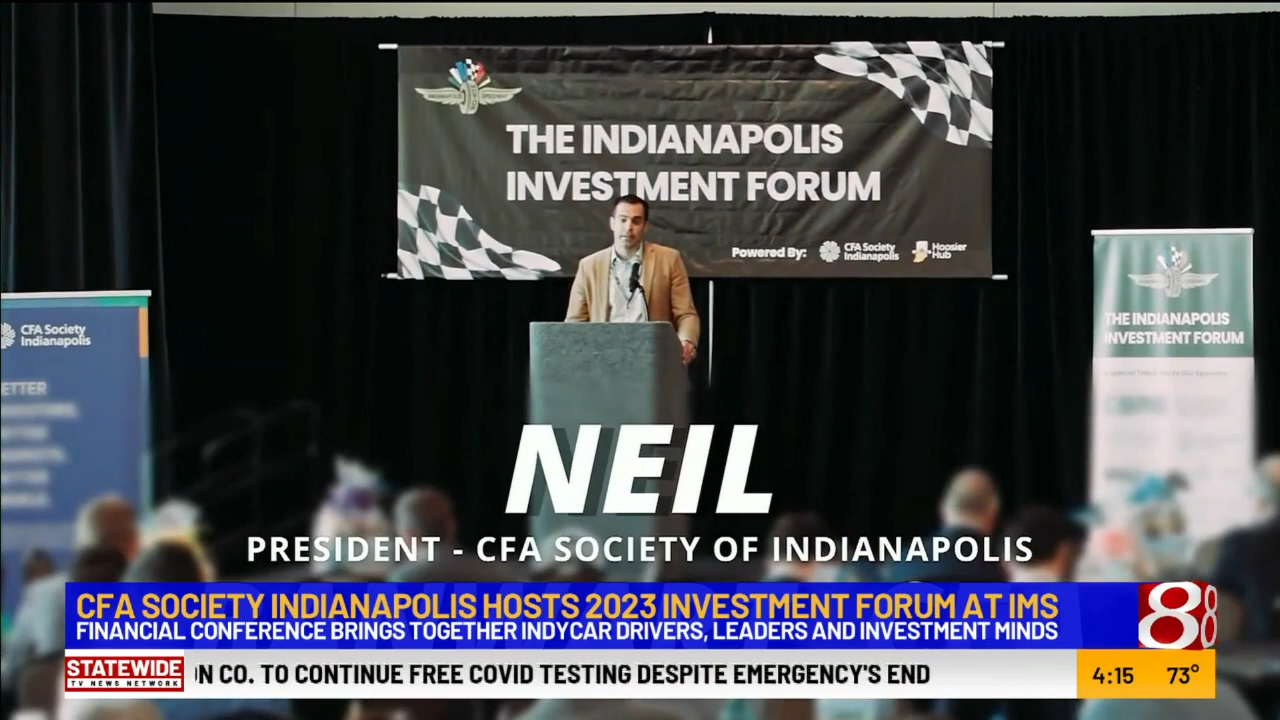 INDIANAPOLIS SPEEDWAY
THE INDIANAPOLIS
INVESTMENT FORUM
Powered By:
CFA Society
Indianapolis
Hoosier
Hub
CFA Society
Indianapolis
THE INDIANAPOLIS
INVESTMENT FORUM
NEIL
PRESIDENT - CFA SOCIETY OF INDIANAPOLIS
CFA SOCIETY INDIANAPOLIS HOSTS 2023 INVESTMENT FORUM AT IMS
FINANCIAL CONFERENCE BRINGS TOGETHER INDYCAR DRIVERS, LEADERS AND INVESTMENT MINDS
8
STATEWIDE
TV NEWS NETWORK
ON CO. TO CONTINUE FREE COVID TESTING DESPITE EMERGENCY'S END
4:15 73°